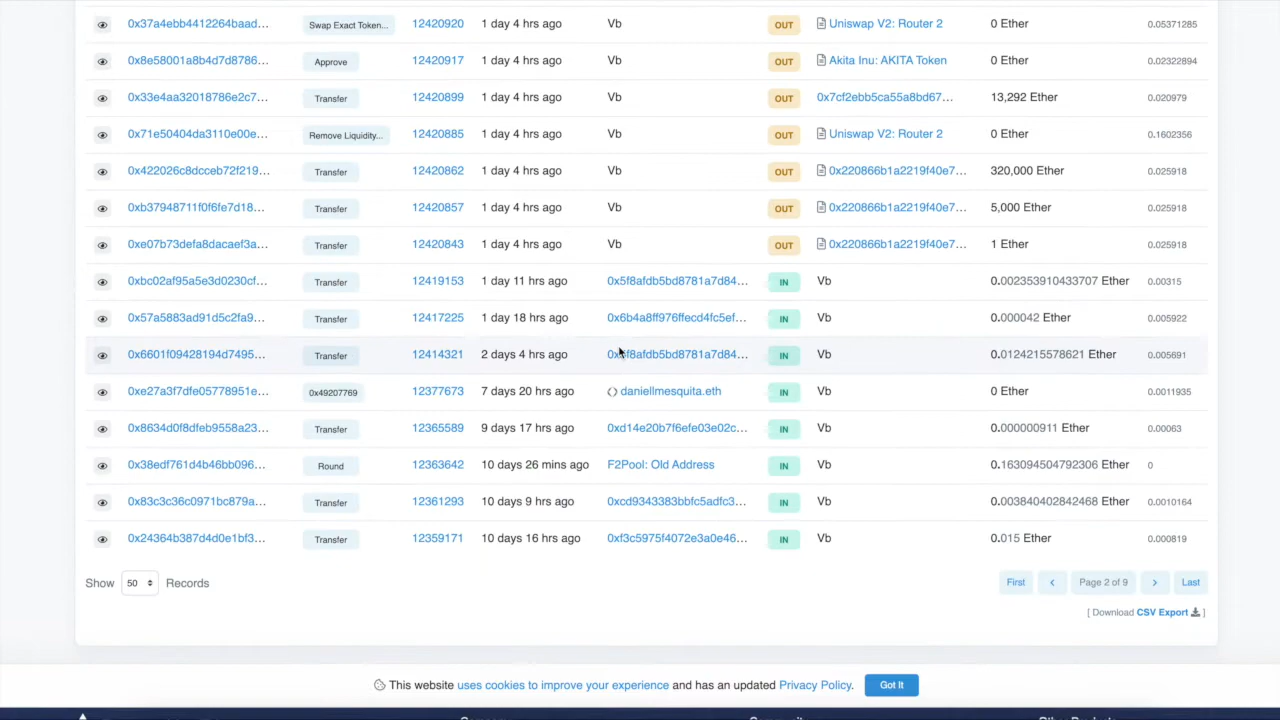 0x37a4ebb4412264baad... Swap Exact Token... 12420920 1 day 4 hrs ago Vb OUT Uniswap V2: Router 2 0 Ether 0.05371285
0x8e58001a8b4d7d8786... Approve 12420917 1 day 4 hrs ago Vb OUT Akita Inu: AKITA Token 0 Ether 0.02322894
0x33e4aa32018786e2c7... Transfer 12420899 1 day 4 hrs ago Vb OUT 0x7cf2ebb5ca55a8bd67... 13,292 Ether 0.020979
0x71e50404da3110e00e... Remove Liquidity... 12420885 1 day 4 hrs ago Vb OUT Uniswap V2: Router 2 0 Ether 0.1602356
0x422026c8dcceb72f219... Transfer 12420862 1 day 4 hrs ago Vb OUT 0x220866b1a2219f40e7... 320,000 Ether 0.025918
0xb37948711f0f6fe7d18... Transfer 12420857 1 day 4 hrs ago Vb OUT 0x220866b1a2219f40e7... 5,000 Ether 0.025918
0xe07b73defa8dacaef3a... Transfer 12420843 1 day 4 hrs ago Vb OUT 0x220866b1a2219f40e7... 1 Ether 0.025918
0xbc02af95a5e3d0230cf... Transfer 12419153 1 day 11 hrs ago 0x5f8afdb5bd8781a7d84... IN Vb 0.002353910433707 Ether 0.00315
0x57a5883ad91d5c2fa9... Transfer 12417225 1 day 18 hrs ago 0x6b4a8ff976ffecd4fc5ef... IN Vb 0.000042 Ether 0.005922
0x6601f09428194d7495... Transfer 12414321 2 days 4 hrs ago 0x5f8afdb5bd8781a7d84... IN Vb 0.0124215578621 Ether 0.005691
0xe27a3f7dfe05778951e... 0x49207769 12377673 7 days 20 hrs ago daniellmesquita.eth IN Vb 0 Ether 0.0011935
0x8634d0f8dfeb9558a23... Transfer 12365589 9 days 17 hrs ago 0xd14e20b7f6efe03e02c... IN Vb 0.000000911 Ether 0.00063
0x38edf761d4b46bb096... Round 12363642 10 days 26 mins ago F2Pool: Old Address IN Vb 0.163094504792306 Ether 0
0x83c3c36c0971bc879a... Transfer 12361293 10 days 9 hrs ago 0xcd9343383bbfc5adfc3... IN Vb 0.003840402842468 Ether 0.0010164
0x24364b387d4d0e1bf3... Transfer 12359171 10 days 16 hrs ago 0xf3c5975f4072e3a0e46... IN Vb 0.015 Ether 0.000819
Show 50 Records First Page 2 of 9 Last
[ Download CSV Export ]
This website uses cookies to improve your experience and has an updated Privacy Policy. Got It